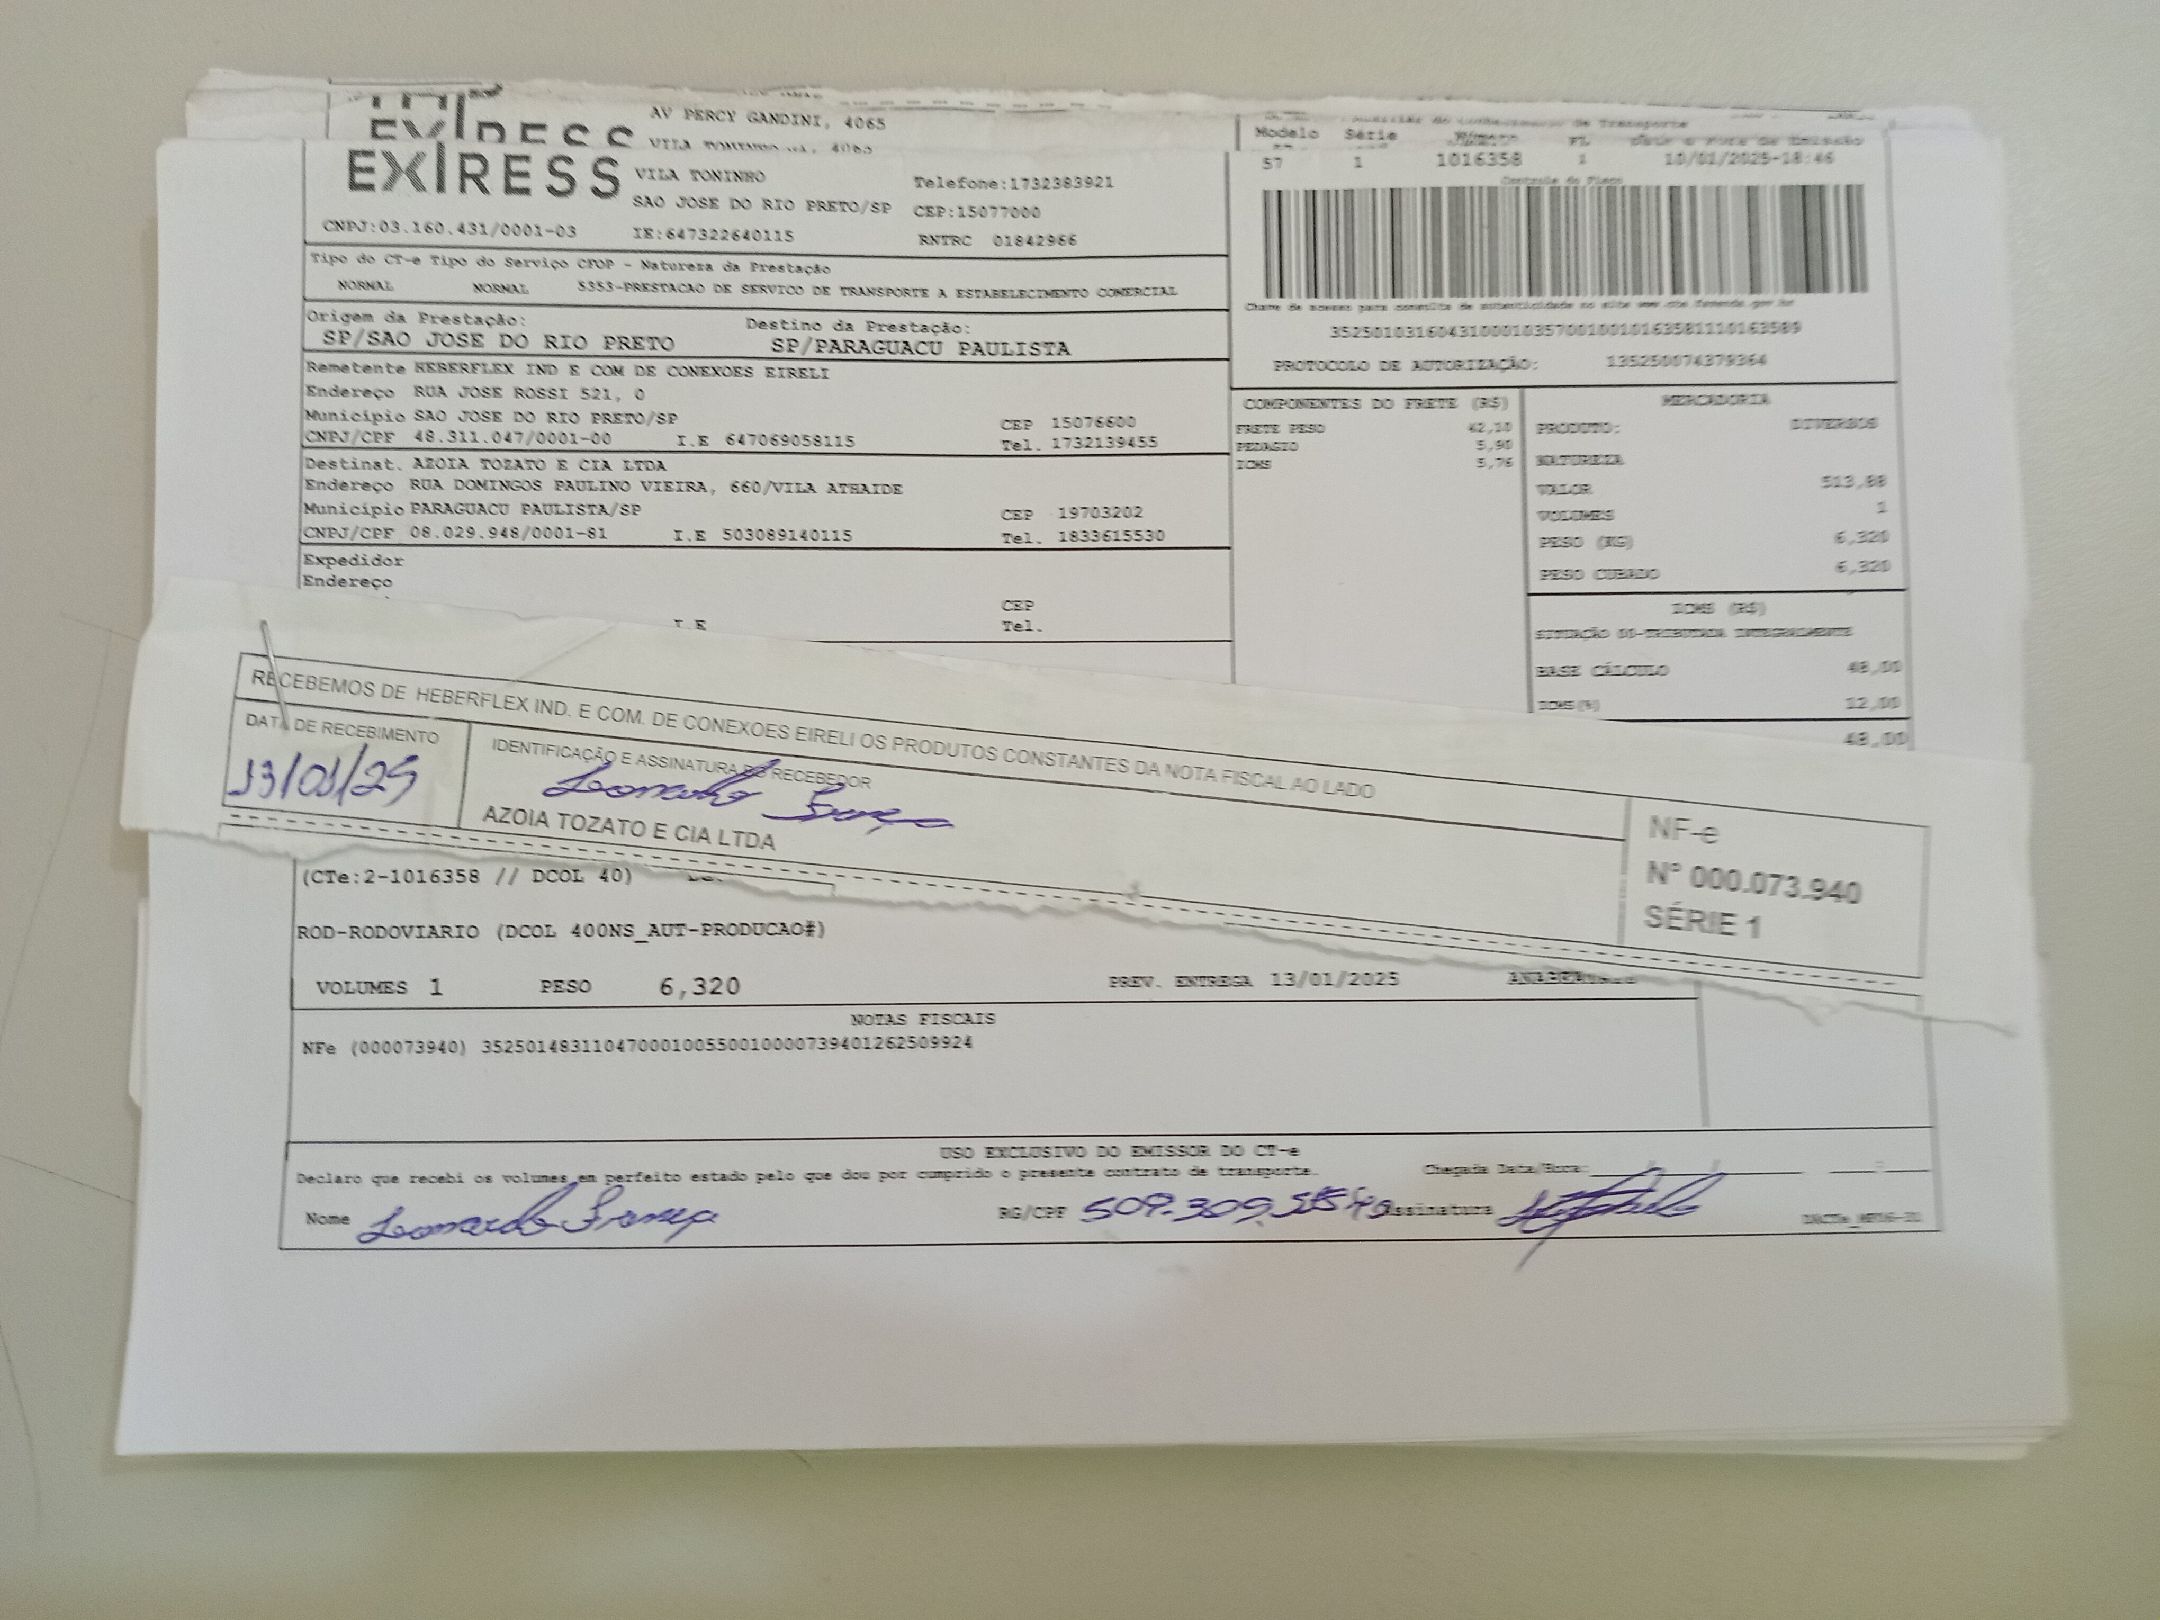 AV PERCY GANDINI, 4065
EXIRESS
VILA TONINHO
Telefone:1732383921
SAO JOSE DO RIO PRETO/SP CEP:15077000
CNPJ:03.160.431/0001-03 IE:647322640115 RNTRC 01842966
Modelo Série
57 1 1016358 1 10/01/2025-18:46
Tipo do CT-e Tipo do Serviço CFOP - Natureza da Prestação
NORMAL NORMAL 5353-PRESTACAO DE SERVICO DE TRANSPORTE A ESTABELECIMENTO COMERCIAL
Origem da Prestação: Destino da Prestação:
SP/SAO JOSE DO RIO PRETO SP/PARAGUACU PAULISTA
35250103160431000103570010010163581110163589
PROTOCOLO DE AUTORIZAÇÃO: 135250074379364
Remetente HEBERFLEX IND E COM DE CONEXOES EIRELI
Endereço RUA JOSE ROSSI 521, 0
Municipio SAO JOSE DO RIO PRETO/SP CEP 15076600
CNPJ/CPF 48.311.047/0001-00 I.E 647069058115 Tel. 1732139455
Destinat. AZOIA TOZATO E CIA LTDA
Endereço RUA DOMINGOS PAULINO VIEIRA, 660/VILA ATHAIDE
Municipio PARAGUACU PAULISTA/SP CEP 19703202
CNPJ/CPF 08.029.948/0001-81 I.E 503089140115 Tel. 1833615530
Expedidor
Endereço
CEP
I.E Tel.
COMPONENTES DO FRETE (R$)
FRETE PESO 42,10
PEDAGIO 5,90
ICMS 5,76
MERCADORIA
PRODUTO: DIVERSOS
NATUREZA
VALOR 513,88
VOLUMES 1
PESO (KG) 6,320
PESO CUBADO 6,320
ICMS (R$)
SITUAÇÃO 00-TRIBUTADA INTEGRALMENTE
BASE CÁLCULO 48,00
ICMS(%) 12,00
48,00
RECEBEMOS DE HEBERFLEX IND. E COM. DE CONEXOES EIRELI OS PRODUTOS CONSTANTES DA NOTA FISCAL AO LADO
DATA DE RECEBIMENTO
13/01/25
IDENTIFICAÇÃO E ASSINATURA DO RECEBEDOR
Leonardo França
AZOIA TOZATO E CIA LTDA
NF-e
Nº 000.073.940
SÉRIE 1
(CTe:2-1016358 // DCOL 40)
ROD-RODOVIARIO (DCOL 400NS_AUT-PRODUCAO#)
VOLUMES 1 PESO 6,320 PREV. ENTREGA 13/01/2025
NOTAS FISCAIS
NFe (000073940) 35250148311047000100550010000739401262509924
USO EXCLUSIVO DO EMISSOR DO CT-e
Declaro que recebi os volumes em perfeito estado pelo que dou por cumprido o presente contrato de transporte. Chegada Data/Hora:
Nome Leonardo França RG/CPF Assinatura